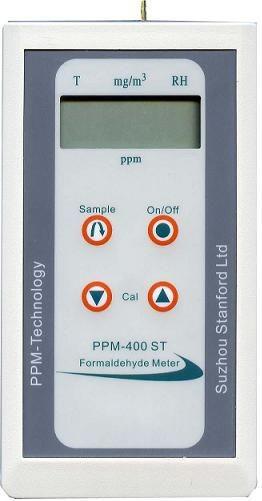 T mg/m³ RH
ppm
Sample On/Off
Cal
PPM-400 ST
Formaldehyde Meter
PPM-Technology
Suzhou Stanford Ltd